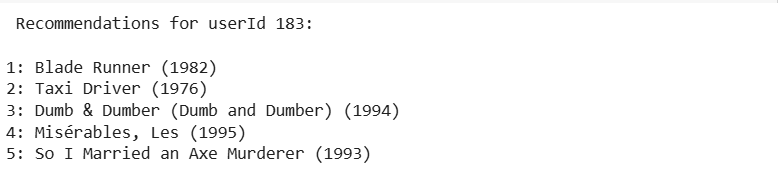 Recommendations for userId 183:
1: Blade Runner (1982)
2: Taxi Driver (1976)
3: Dumb & Dumber (Dumb and Dumber) (1994)
4: Misérables, Les (1995)
5: So I Married an Axe Murderer (1993)